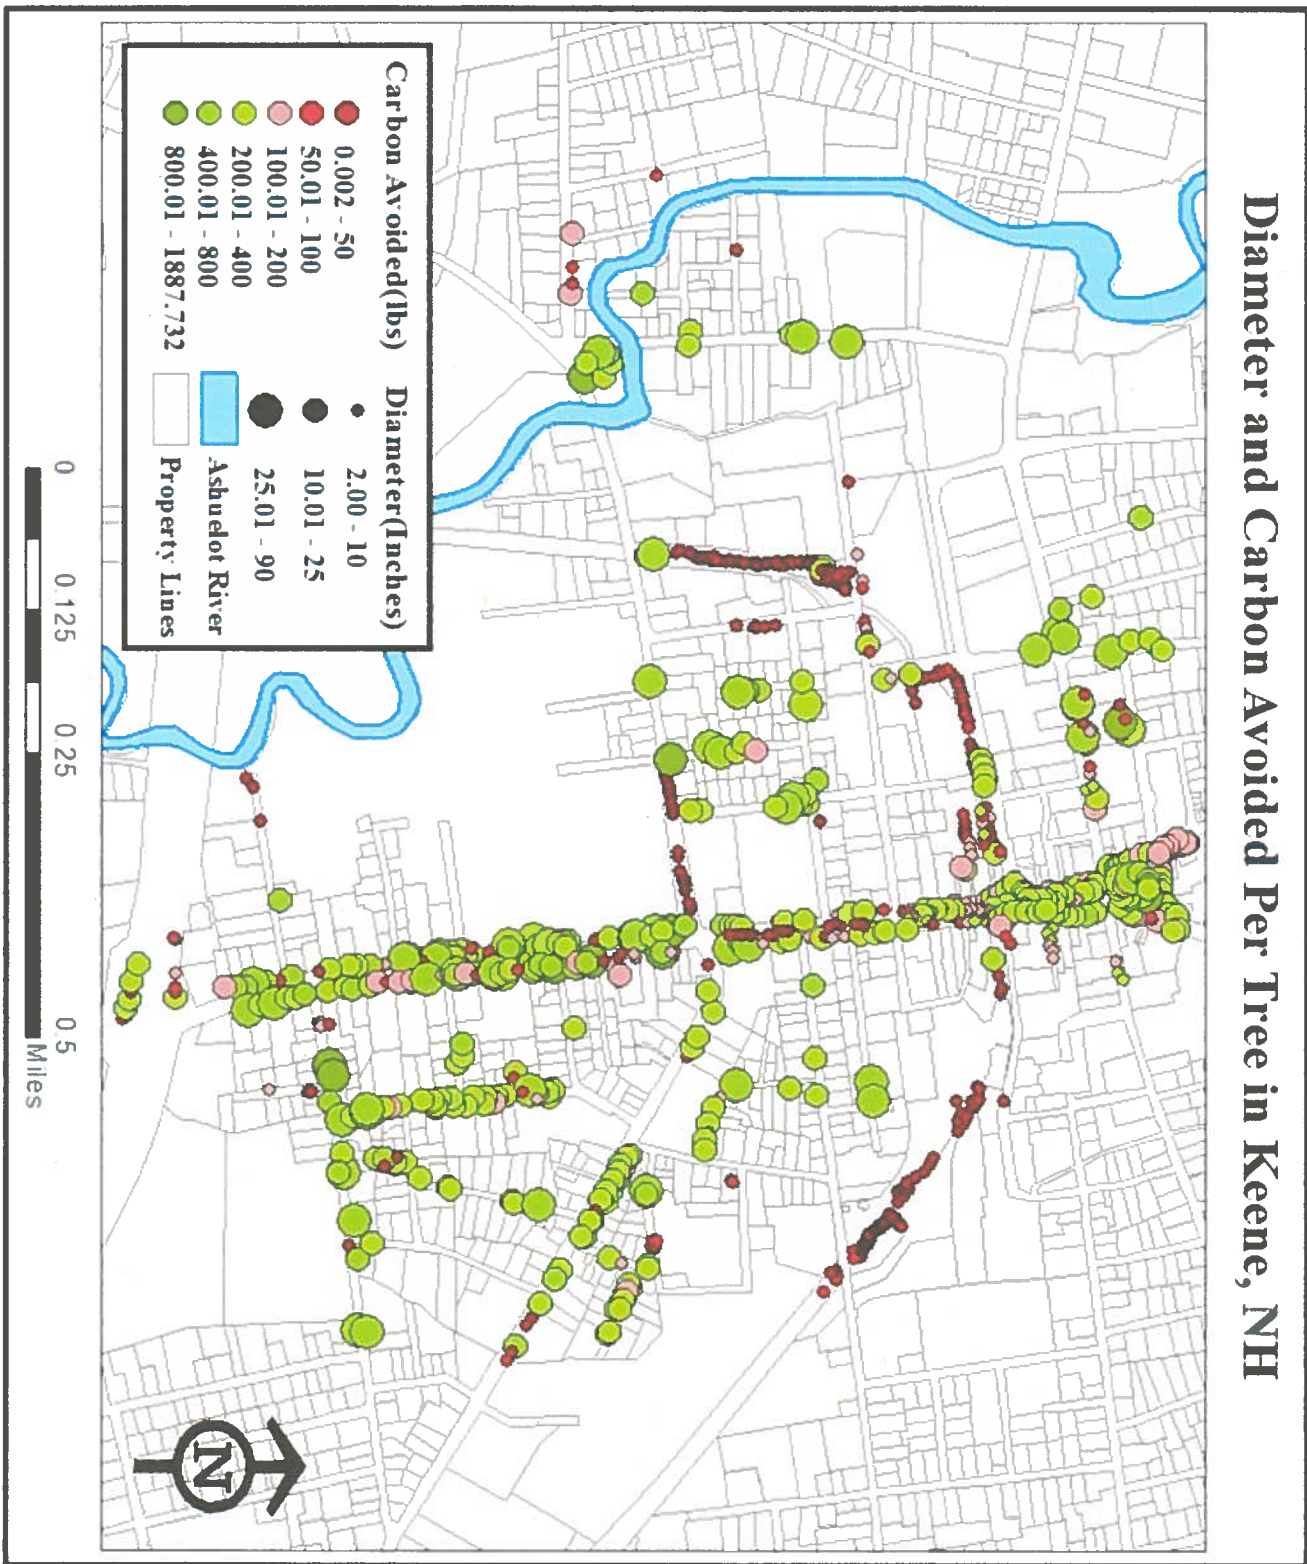 Diameter and Carbon Avoided Per Tree in Keene, NH
Carbon Avoided(lbs)
0.002 - 50
50.01 - 100
100.01 - 200
200.01 - 400
400.01 - 800
800.01 - 1887.732
Diameter(Inches)
2.00 - 10
10.01 - 25
25.01 - 90
Ashuelot River
Property Lines
0 0.125 0.25 0.5
Miles
N